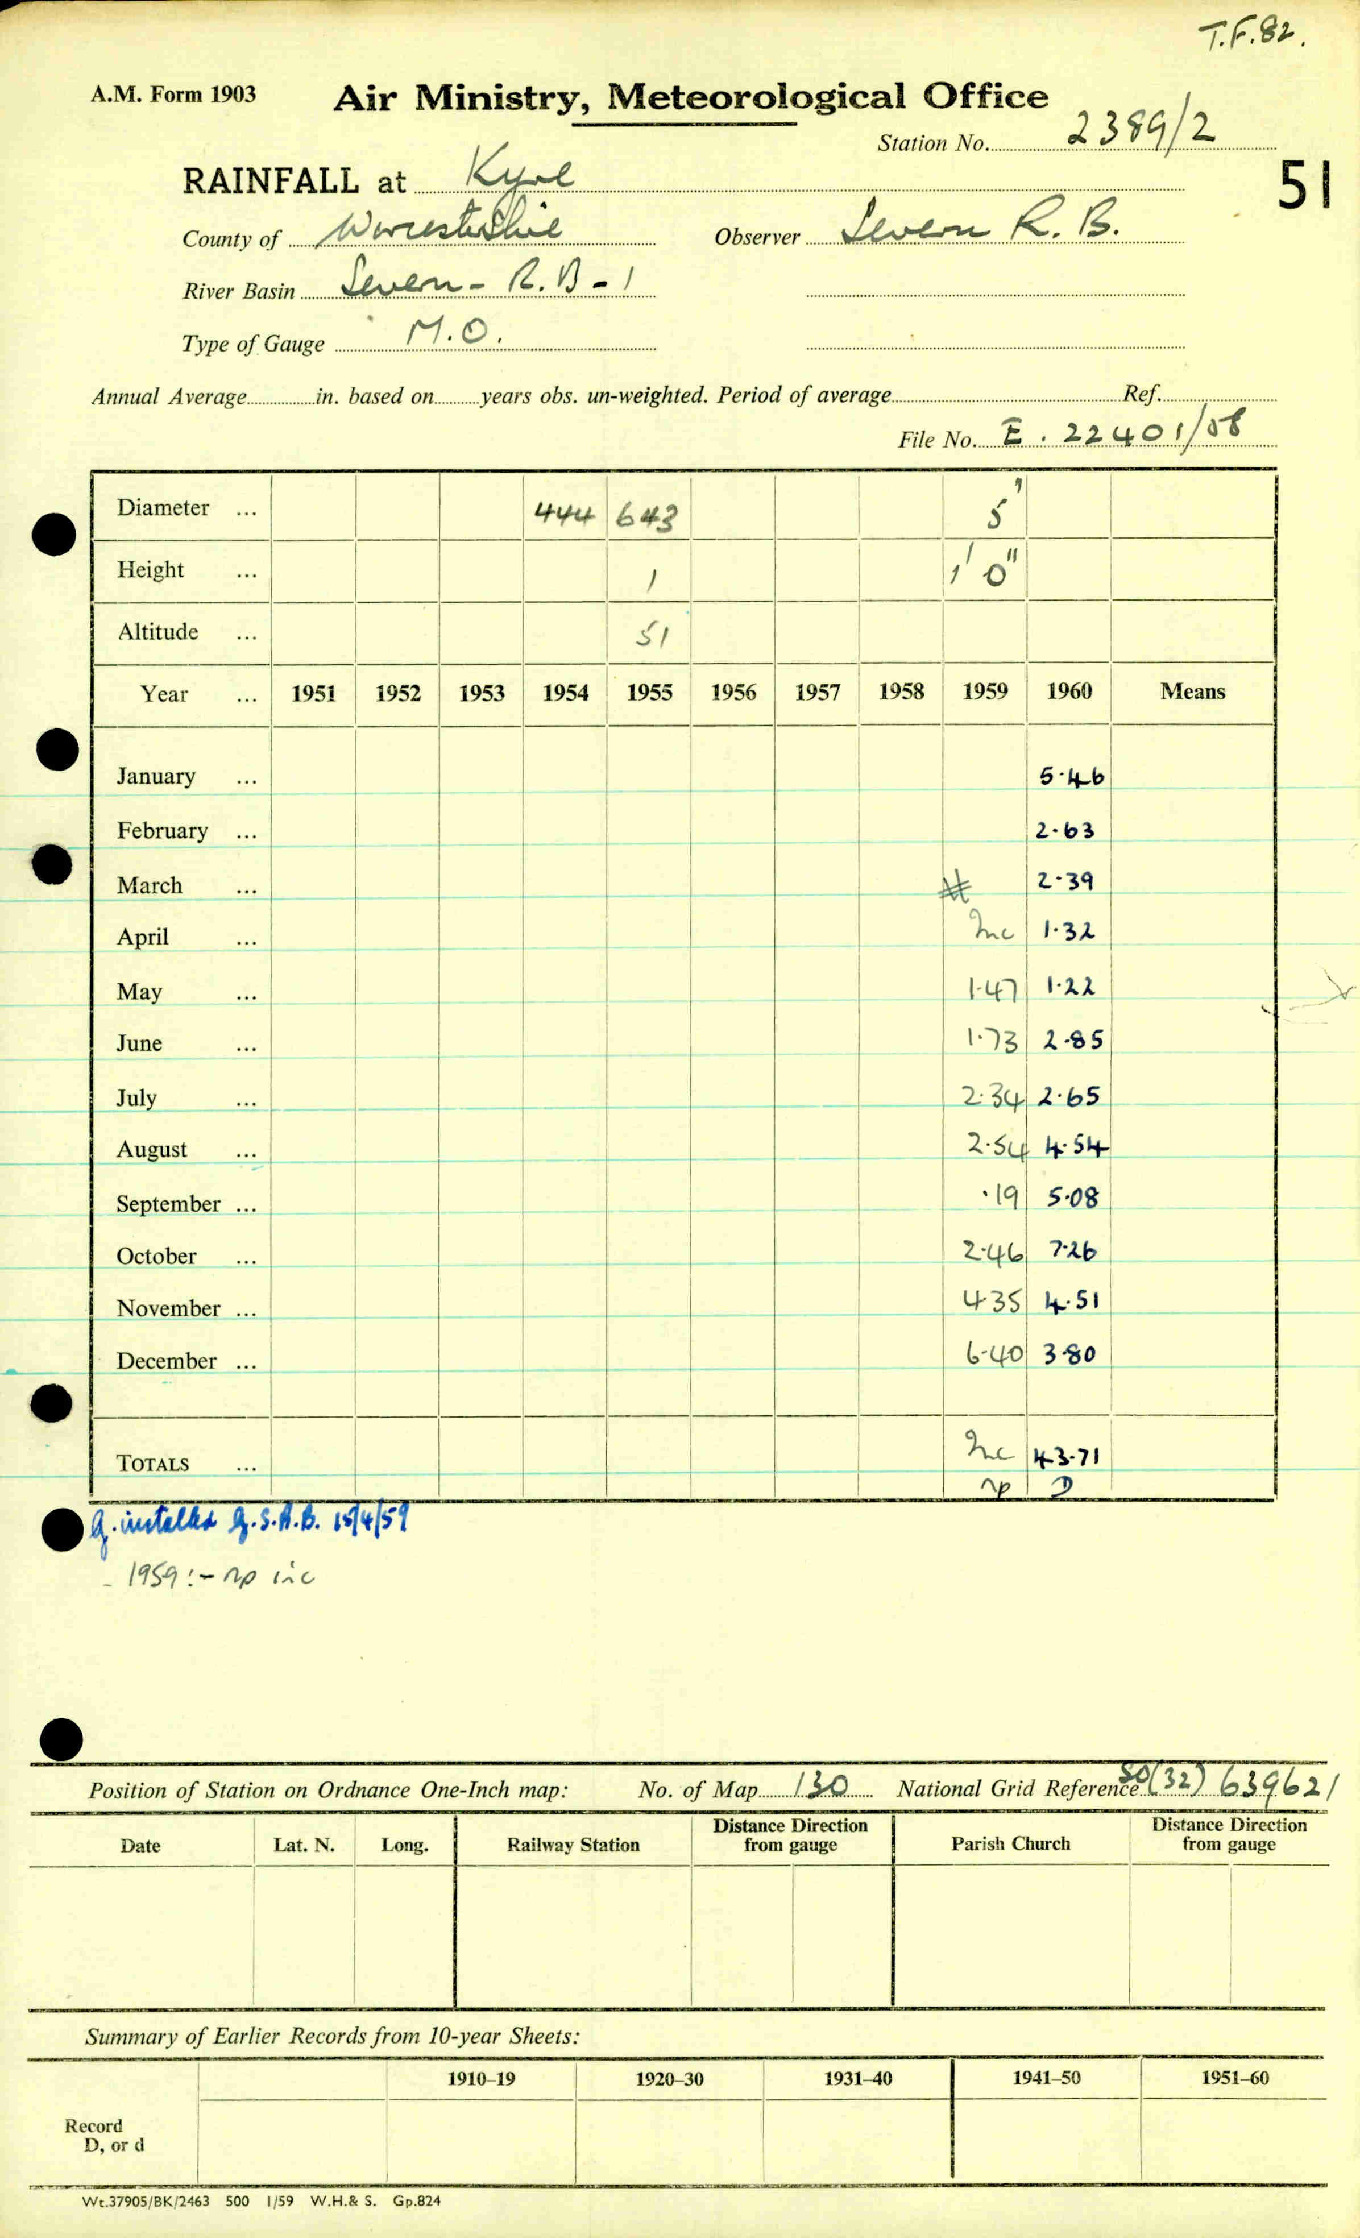 T.F.82.
A.M. Form 1903 Air Ministry, Meteorological Office
Station No. 2389/2
RAINFALL at Kyre 51
County of Worcestershire Observer Severn R. B.
River Basin Severn - R. B - 1
Type of Gauge M.O.
Annual Average in. based on years obs. un-weighted. Period of average Ref.
File No. E. 22401/58
Diameter ... 444 643 5"
Height ... 1 1' 0"
Altitude ... 51
Year ... 1951 1952 1953 1954 1955 1956 1957 1958 1959 1960 Means
January ... 5.46
February ... 2.63
March ... # 2.39
April ... Inc 1.32
May ... 1.47 1.22
June ... 1.73 2.85
July ... 2.34 2.65
August ... 2.54 4.54
September ... .19 5.08
October ... 2.46 7.26
November ... 4.35 4.51
December ... 6.40 3.80
TOTALS ... Inc 43.71
np D
g. installed 15/4/59
- 1959 :- np inc
Position of Station on Ordnance One-Inch map: No. of Map 130 National Grid Reference SO(32) 639621
Date Lat. N. Long. Railway Station Distance Direction from gauge Parish Church Distance Direction from gauge
Summary of Earlier Records from 10-year Sheets:
1910–19 1920–30 1931–40 1941–50 1951–60
Record
D, or d
Wt.37905/BK/2463 500 1/59 W.H.& S. Gp.824